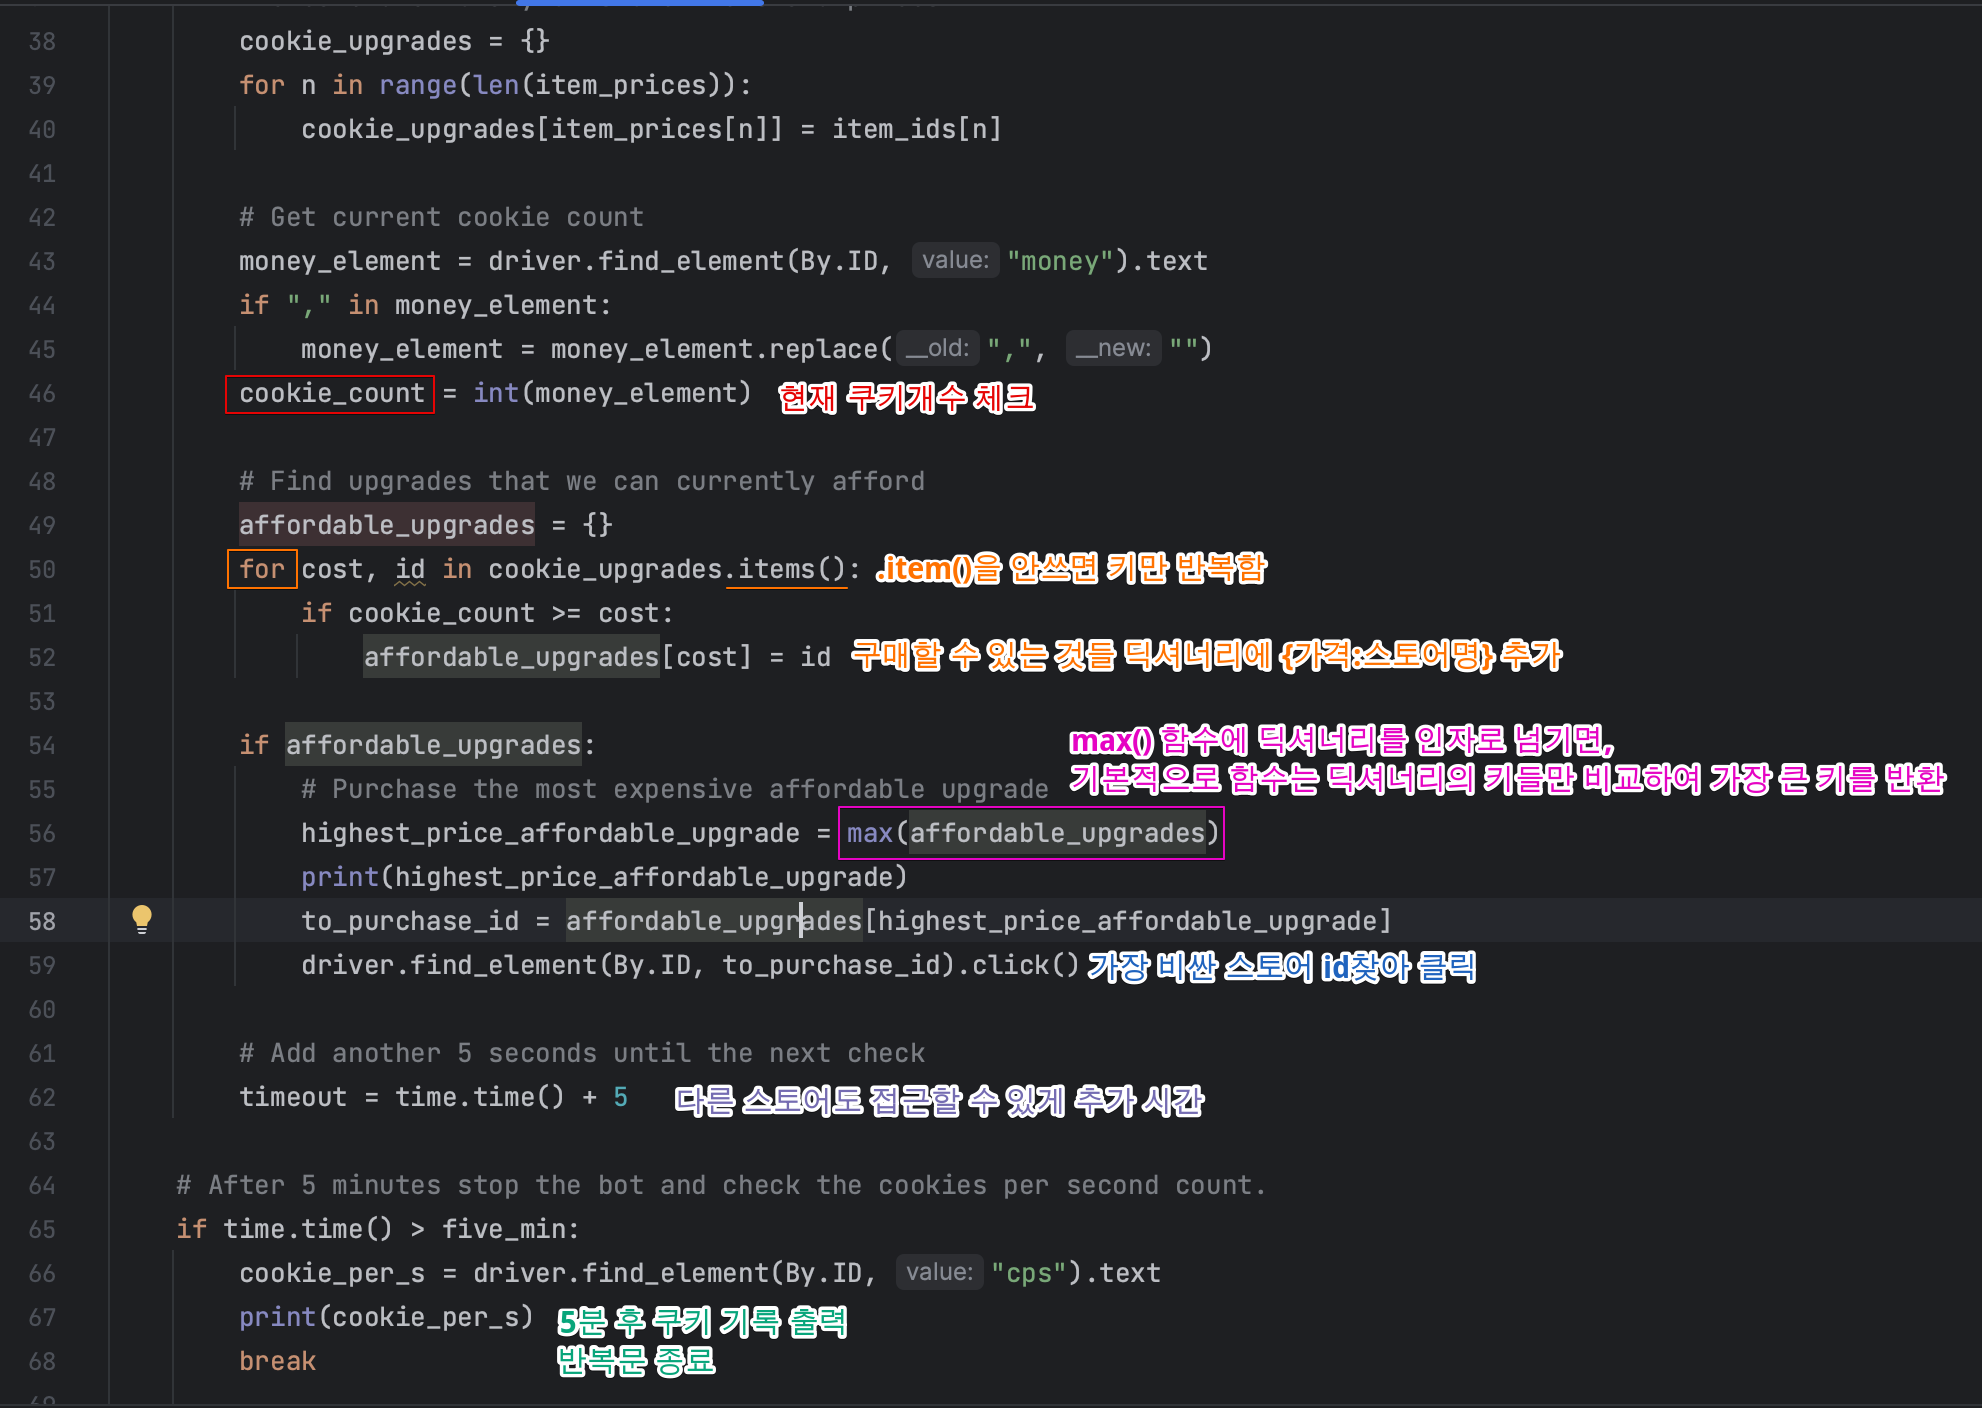 38 cookie_upgrades = {}
39 for n in range(len(item_prices)):
40 cookie_upgrades[item_prices[n]] = item_ids[n]
41
42 # Get current cookie count
43 money_element = driver.find_element(By.ID, value: "money").text
44 if "," in money_element:
45 money_element = money_element.replace(__old: ",", __new: "")
46 cookie_count = int(money_element) 현재 쿠키개수 체크
47
48 # Find upgrades that we can currently afford
49 affordable_upgrades = {}
50 for cost, id in cookie_upgrades.items(): .item()을 안쓰면 키만 반복함
51 if cookie_count >= cost:
52 affordable_upgrades[cost] = id 구매할 수 있는 것들 딕셔너리에 {가격:스토어명} 추가
53
54 if affordable_upgrades: max() 함수에 딕셔너리를 인자로 넘기면,
55 # Purchase the most expensive affordable upgrade 기본적으로 함수는 딕셔너리의 키들만 비교하여 가장 큰 키를 반환
56 highest_price_affordable_upgrade = max(affordable_upgrades)
57 print(highest_price_affordable_upgrade)
58 to_purchase_id = affordable_upgrades[highest_price_affordable_upgrade]
59 driver.find_element(By.ID, to_purchase_id).click() 가장 비싼 스토어 id찾아 클릭
60
61 # Add another 5 seconds until the next check
62 timeout = time.time() + 5 다른 스토어도 접근할 수 있게 추가 시간
63
64 # After 5 minutes stop the bot and check the cookies per second count.
65 if time.time() > five_min:
66 cookie_per_s = driver.find_element(By.ID, value: "cps").text
67 print(cookie_per_s) 5분 후 쿠키 기록 출력
68 break 반복문 종료